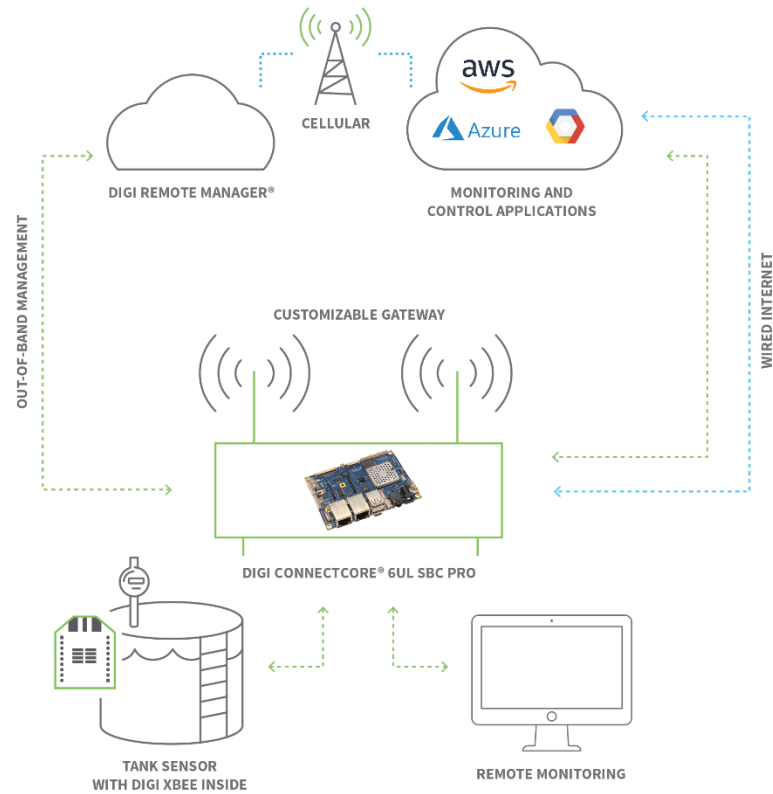 CELLULAR
aws
Azure
DIGI REMOTE MANAGER®
MONITORING AND
CONTROL APPLICATIONS
OUT-OF-BAND MANAGEMENT
WIRED INTERNET
CUSTOMIZABLE GATEWAY
DIGI CONNECTCORE® 6UL SBC PRO
TANK SENSOR
WITH DIGI XBEE INSIDE
REMOTE MONITORING